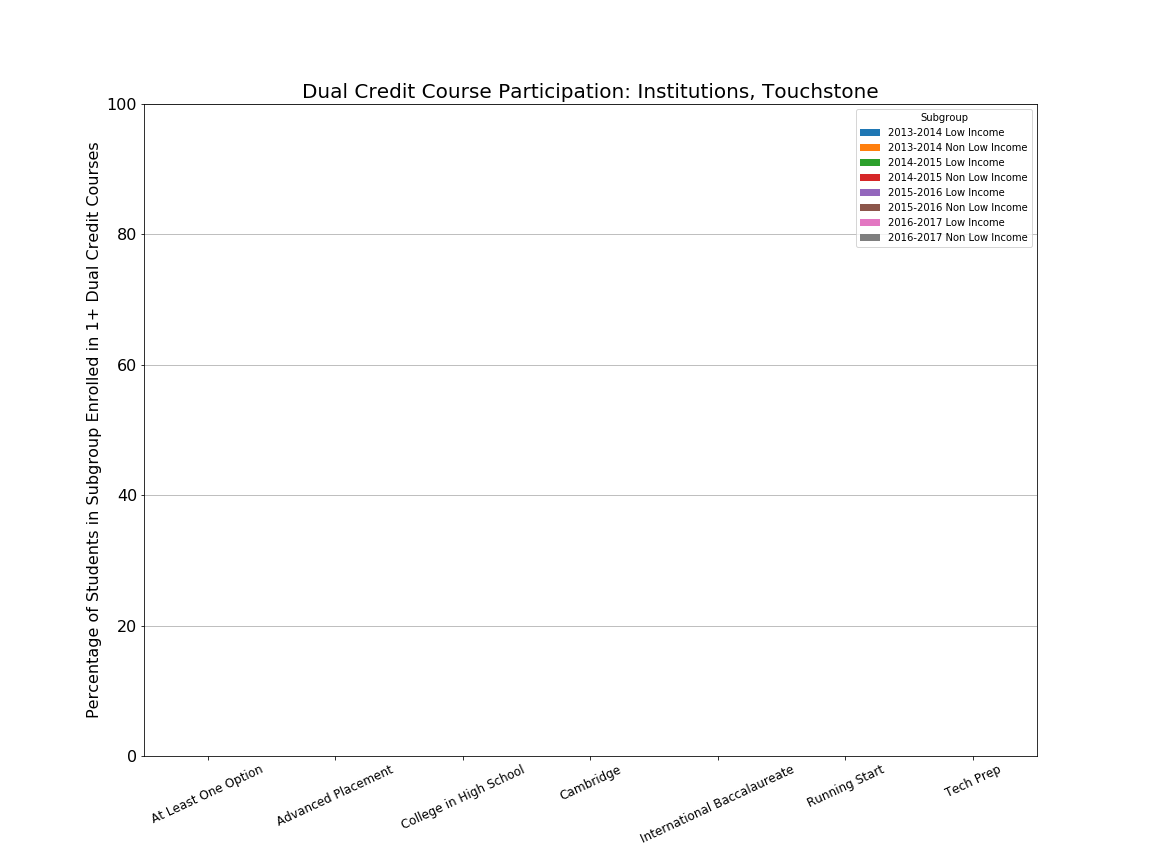 Dual Credit Course Participation: Institutions, Touchstone
Percentage of Students in Subgroup Enrolled in 1+ Dual Credit Courses
100
80
60
40
20
0
Subgroup
2013-2014 Low Income
2013-2014 Non Low Income
2014-2015 Low Income
2014-2015 Non Low Income
2015-2016 Low Income
2015-2016 Non Low Income
2016-2017 Low Income
2016-2017 Non Low Income
At Least One Option
Advanced Placement
College in High School
Cambridge
International Baccalaureate
Running Start
Tech Prep